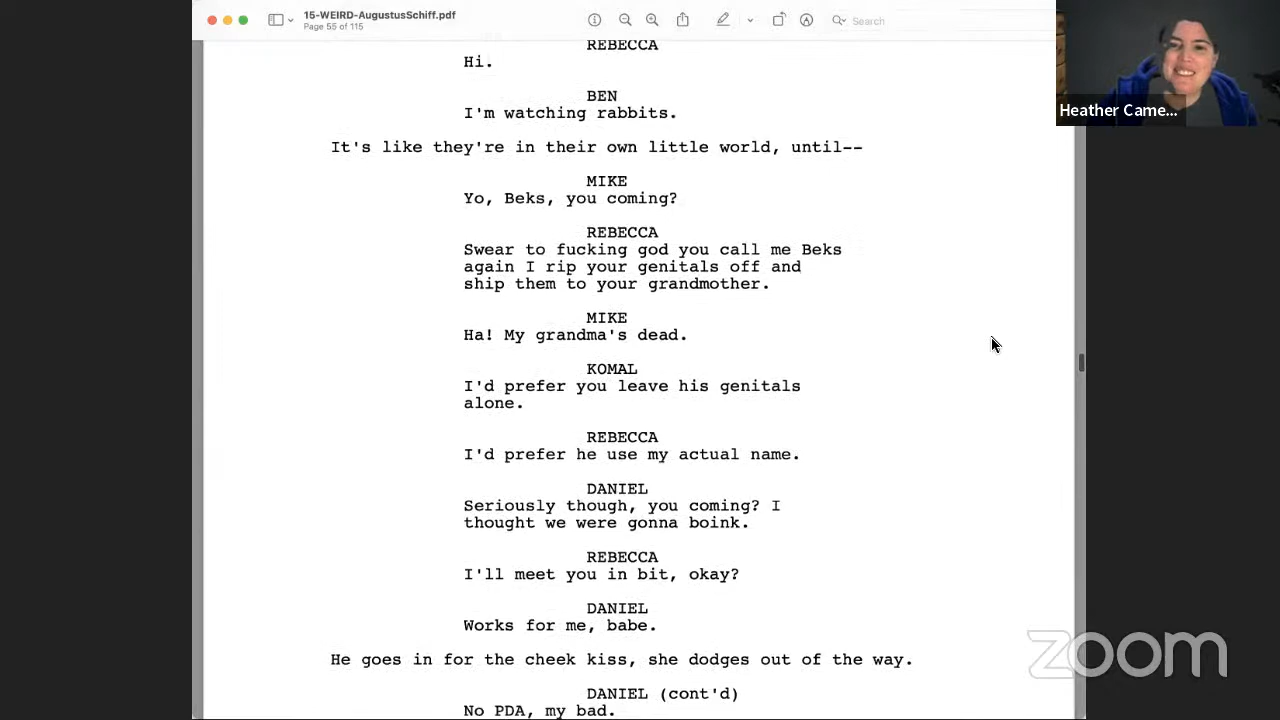 15-WEIRD-AugustusSchiff.pdf
Page 55 of 115
Search
REBECCA
Hi.
BEN
I'm watching rabbits.
It's like they're in their own little world, until--
MIKE
Yo, Beks, you coming?
REBECCA
Swear to fucking god you call me Beks
again I rip your genitals off and
ship them to your grandmother.
MIKE
Ha! My grandma's dead.
KOMAL
I'd prefer you leave his genitals
alone.
REBECCA
I'd prefer he use my actual name.
DANIEL
Seriously though, you coming? I
thought we were gonna boink.
REBECCA
I'll meet you in bit, okay?
DANIEL
Works for me, babe.
He goes in for the cheek kiss, she dodges out of the way.
DANIEL (cont'd)
No PDA, my bad.
Heather Came...
zoom